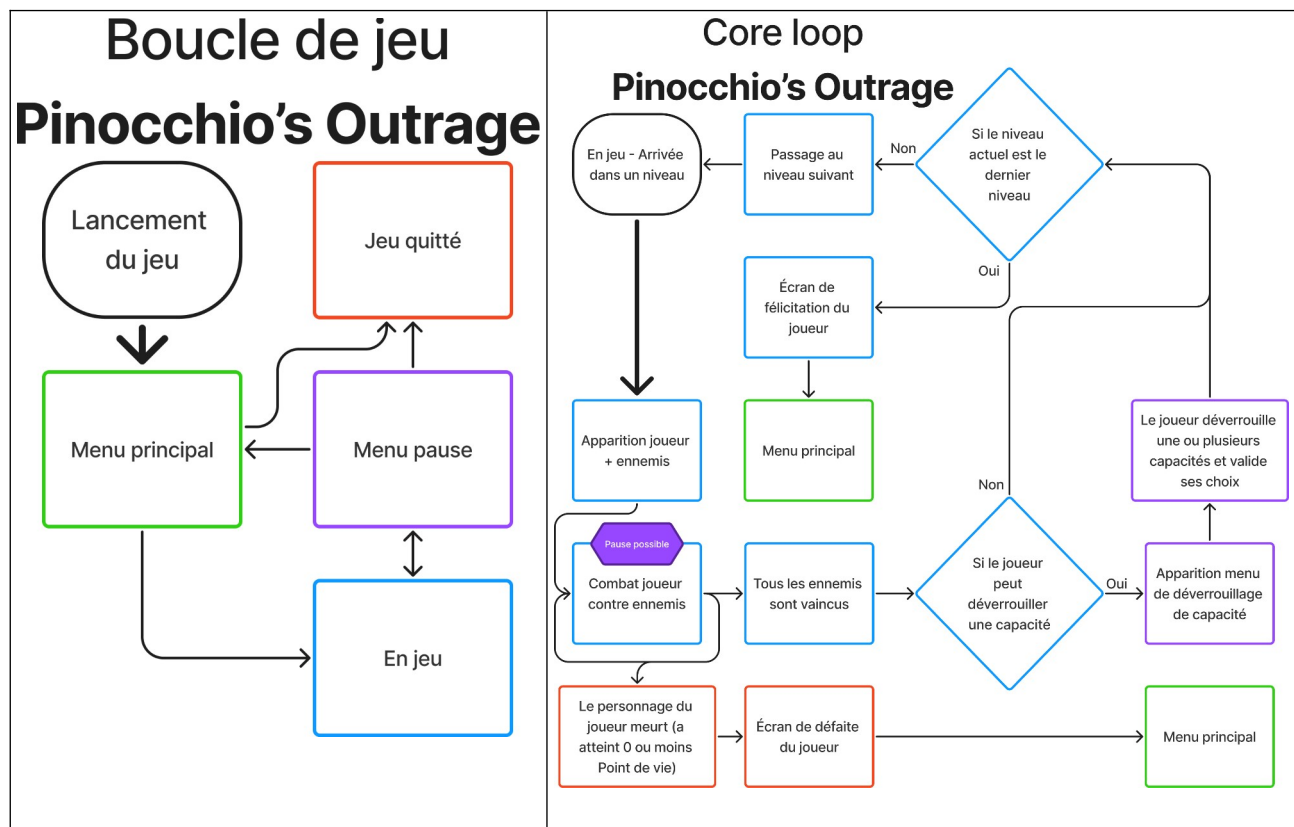 Boucle de jeu
Pinocchio’s Outrage
Lancement
du jeu
Jeu quitté
Menu principal
Menu pause
En jeu
Core loop
Pinocchio’s Outrage
En jeu - Arrivée
dans un niveau
Passage au
niveau suivant
Non
Si le niveau
actuel est le
dernier
niveau
Oui
Écran de
félicitation du
joueur
Apparition joueur
+ ennemis
Menu principal
Le joueur déverrouille
une ou plusieurs
capacités et valide
ses choix
Non
Pause possible
Combat joueur
contre ennemis
Tous les ennemis
sont vaincus
Si le joueur
peut
déverrouiller
une capacité
Oui
Apparition menu
de déverrouillage
de capacité
Le personnage du
joueur meurt (a
atteint 0 ou moins
Point de vie)
Écran de défaite
du joueur
Menu principal